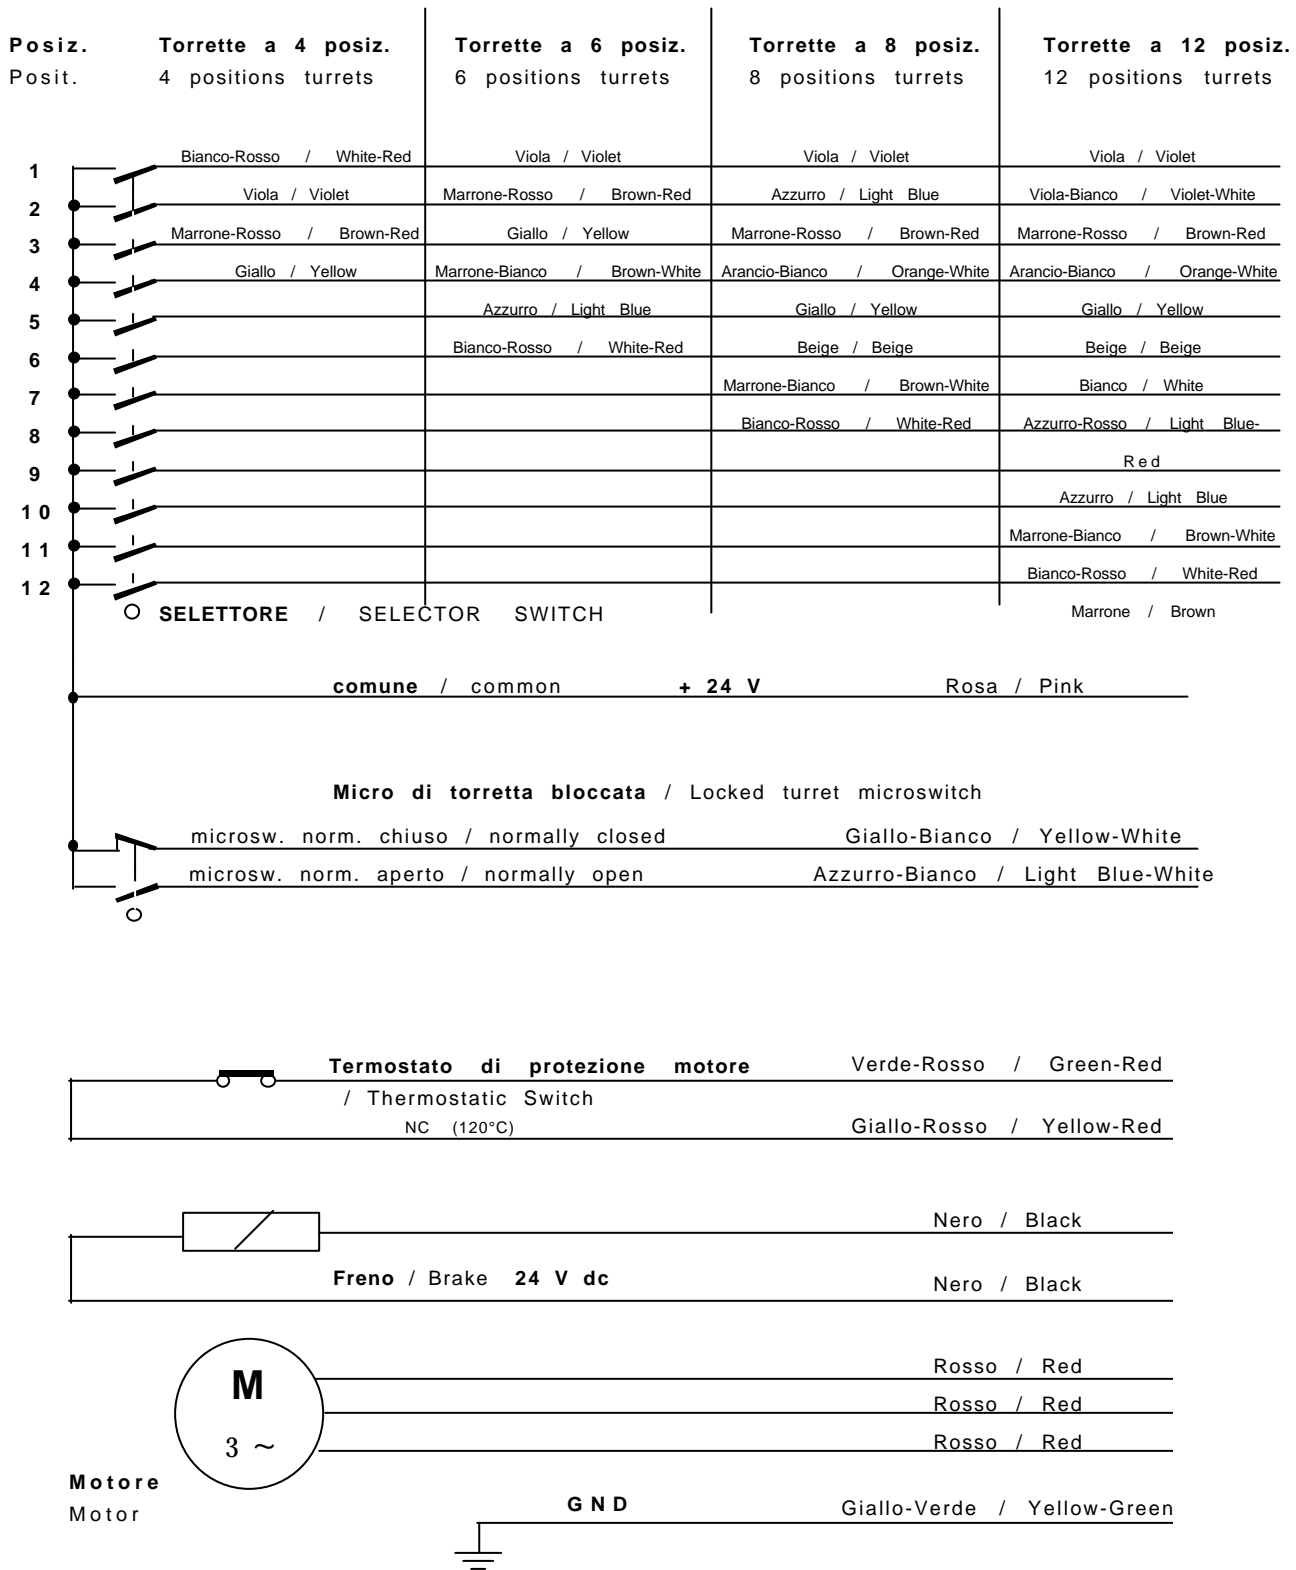 Posiz. Torrette a 4 posiz. Torrette a 6 posiz. Torrette a 8 posiz. Torrette a 12 posiz.
Posit. 4 positions turrets 6 positions turrets 8 positions turrets 12 positions turrets
1 Bianco-Rosso / White-Red Viola / Violet Viola / Violet Viola / Violet
2 Viola / Violet Marrone-Rosso / Brown-Red Azzurro / Light Blue Viola-Bianco / Violet-White
3 Marrone-Rosso / Brown-Red Giallo / Yellow Marrone-Rosso / Brown-Red Marrone-Rosso / Brown-Red
4 Giallo / Yellow Marrone-Bianco / Brown-White Arancio-Bianco / Orange-White Arancio-Bianco / Orange-White
5 Azzurro / Light Blue Giallo / Yellow Giallo / Yellow
6 Bianco-Rosso / White-Red Beige / Beige Beige / Beige
7 Marrone-Bianco / Brown-White Bianco / White
8 Bianco-Rosso / White-Red Azzurro-Rosso / Light Blue-
9 Red
10 Azzurro / Light Blue
11 Marrone-Bianco / Brown-White
12 Bianco-Rosso / White-Red
SELETTORE / SELECTOR SWITCH Marrone / Brown
comune / common + 24 V Rosa / Pink
Micro di torretta bloccata / Locked turret microswitch
microsw. norm. chiuso / normally closed Giallo-Bianco / Yellow-White
microsw. norm. aperto / normally open Azzurro-Bianco / Light Blue-White
Termostato di protezione motore Verde-Rosso / Green-Red
/ Thermostatic Switch
NC (120°C) Giallo-Rosso / Yellow-Red
Nero / Black
Freno / Brake 24 V dc Nero / Black
M Rosso / Red
Rosso / Red
3 ~ Rosso / Red
Motore
Motor GND Giallo-Verde / Yellow-Green